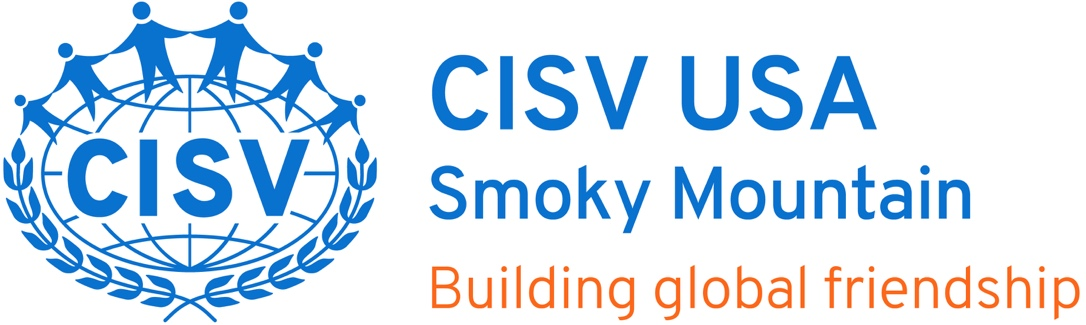 CISV
CISV USA
Smoky Mountain
Building global friendship